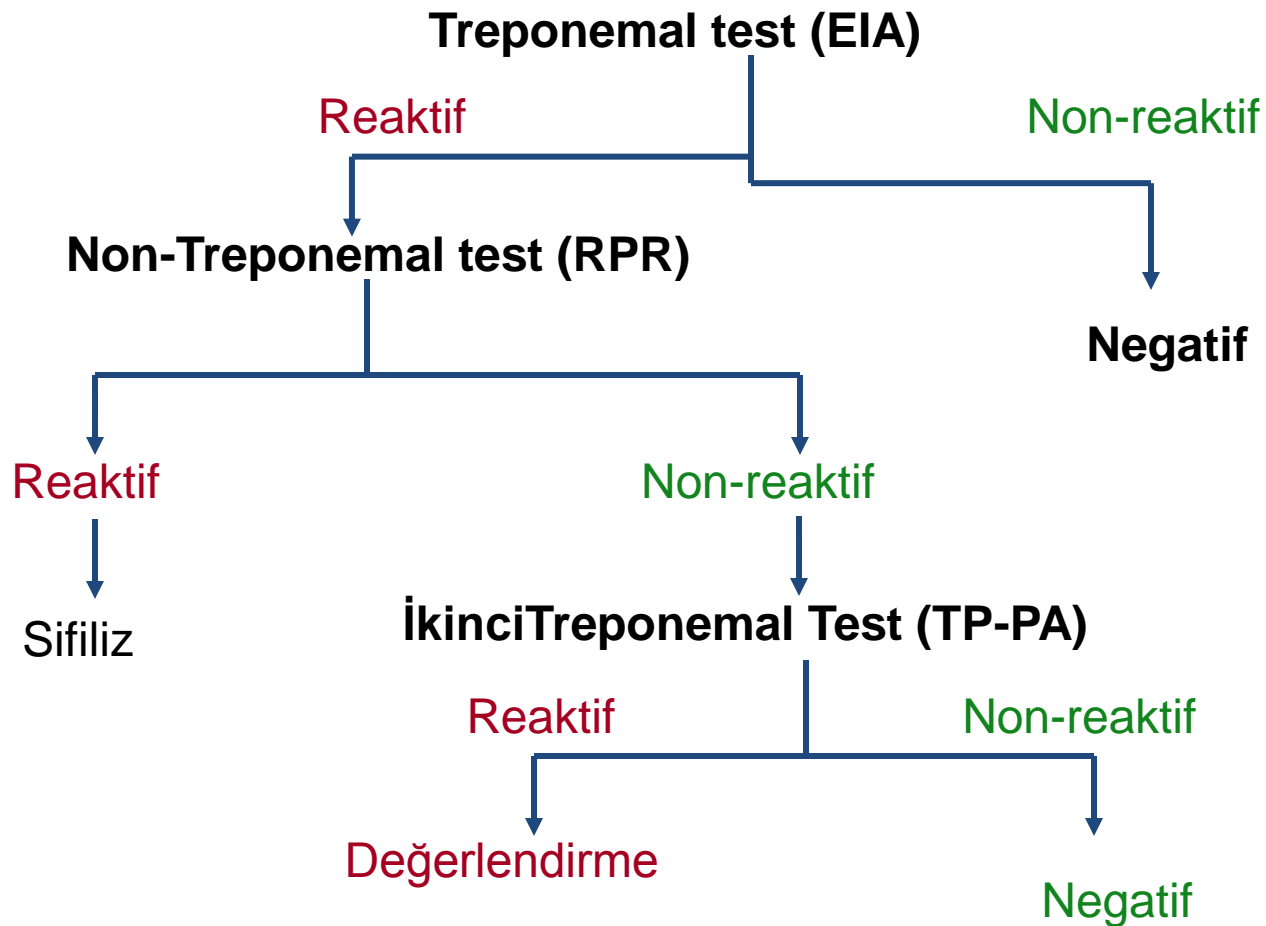 Treponemal test (EIA)
Reaktif
Non-reaktif
Non-Treponemal test (RPR)
Negatif
Reaktif
Non-reaktif
Sifiliz
İkinciTreponemal Test (TP-PA)
Reaktif
Non-reaktif
Değerlendirme
Negatif